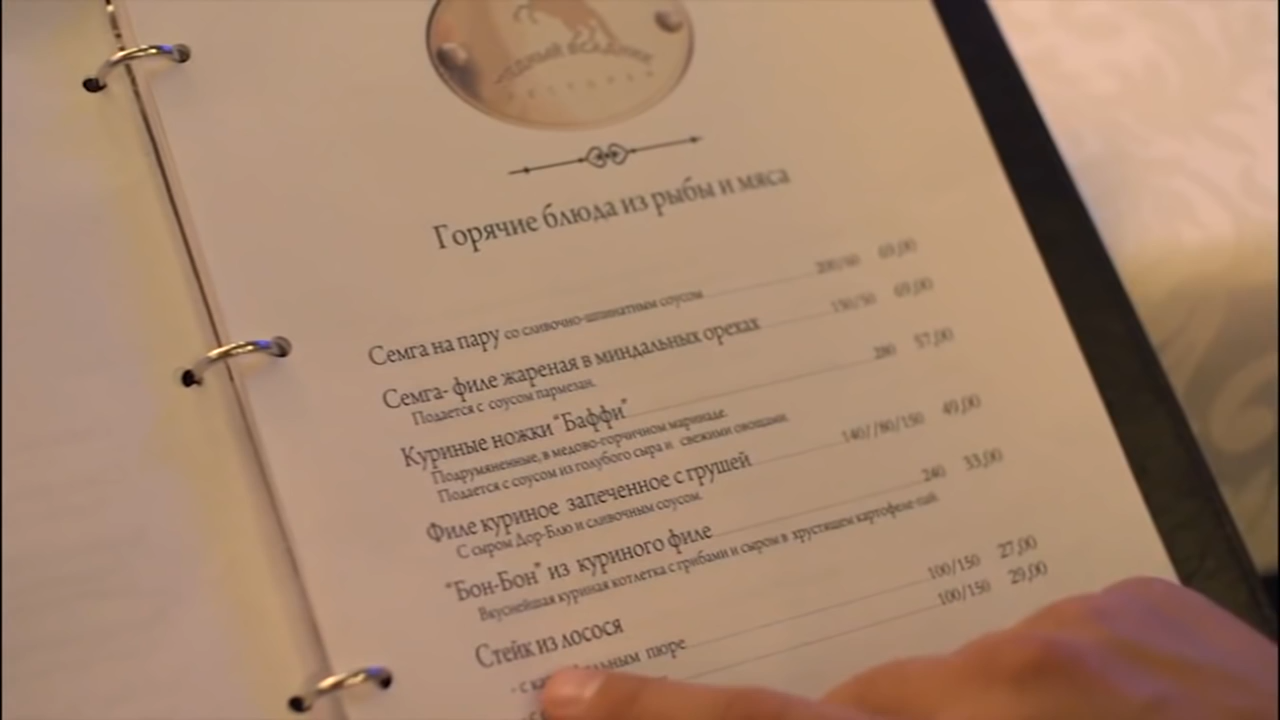 Горячие блюда из рыбы и мяса
Семга на пару со сливочно-шпинатным соусом 200/60 69,00
Семга- филе жареная в миндальных орехах 150/50 69,00
Подается с соусом пармезан.
Куриные ножки "Баффи" 280 57,00
Подрумяненные, в медово-горчичном маринаде.
Подается с соусом из голубого сыра и свежими овощами.
Филе куриное запеченное с грушей 140//80/150 49,00
С сыром Дор-Блю и сливочным соусом.
"Бон-Бон" из куриного филе 240 33,00
Вкуснейшая куриная котлетка с грибами и сыром в хрустящем картофеле-пай
Стейк из лосося
- с пюре 100/150 27,00
100/150 29,00